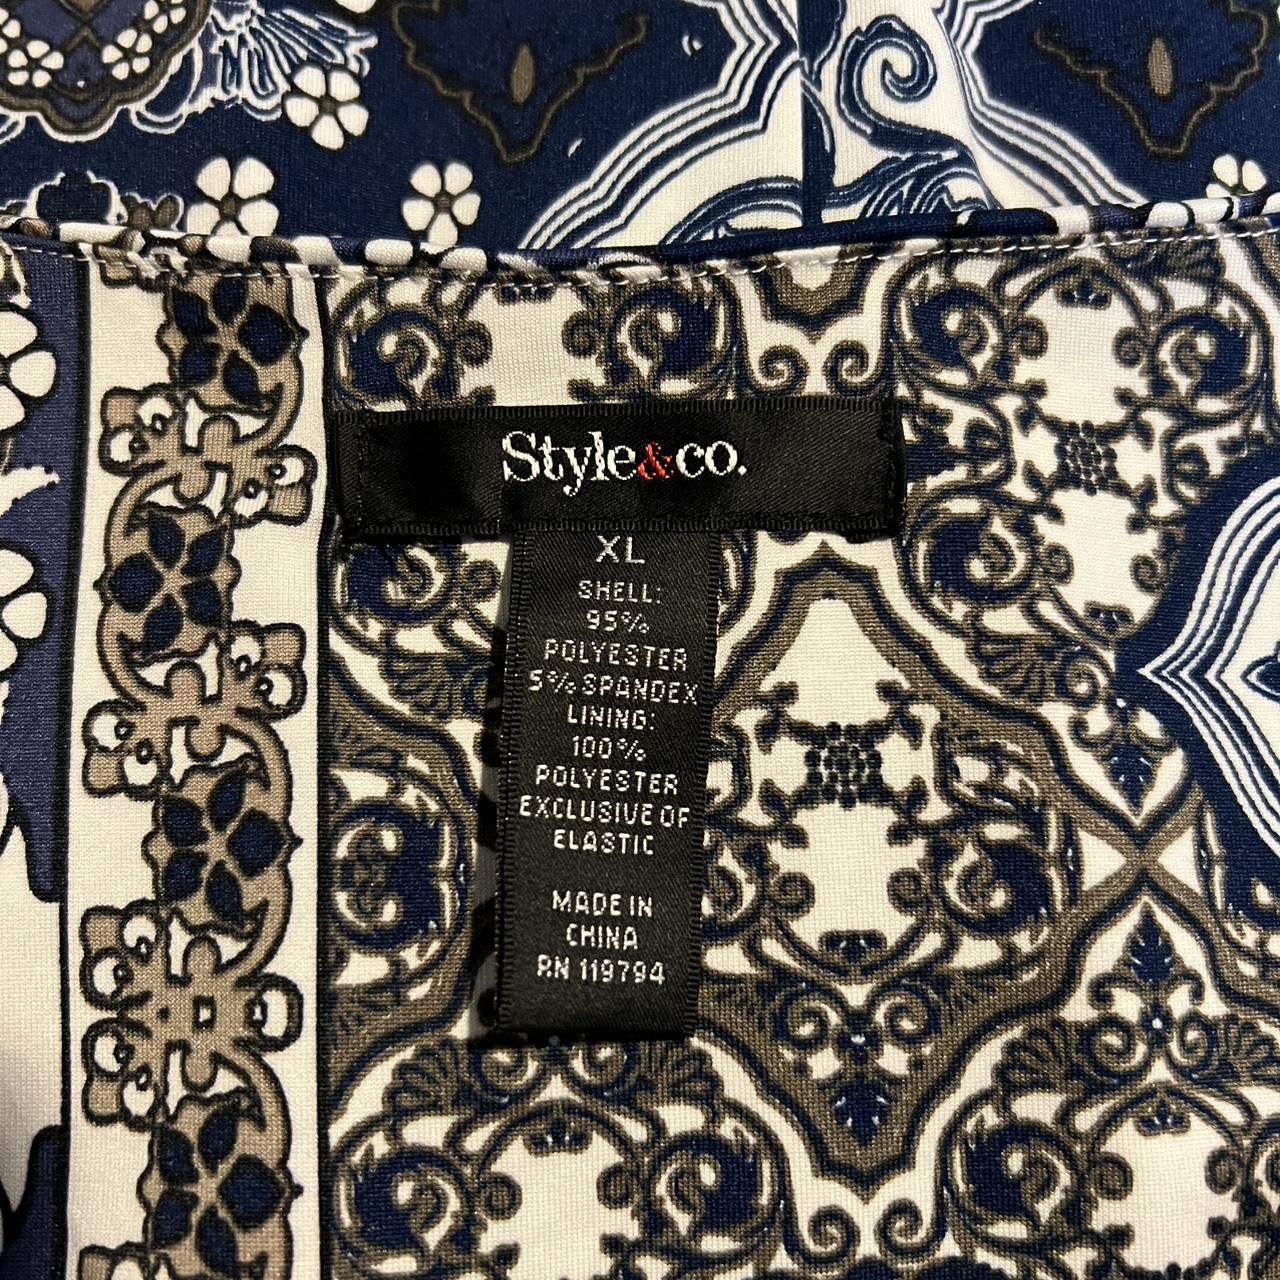 Style&co.
XL
SHELL:
95%
POLYESTER
5% SPANDEX
LINING:
100%
POLYESTER
EXCLUSIVE OF
ELASTIC
MADE IN
CHINA
RN 119794